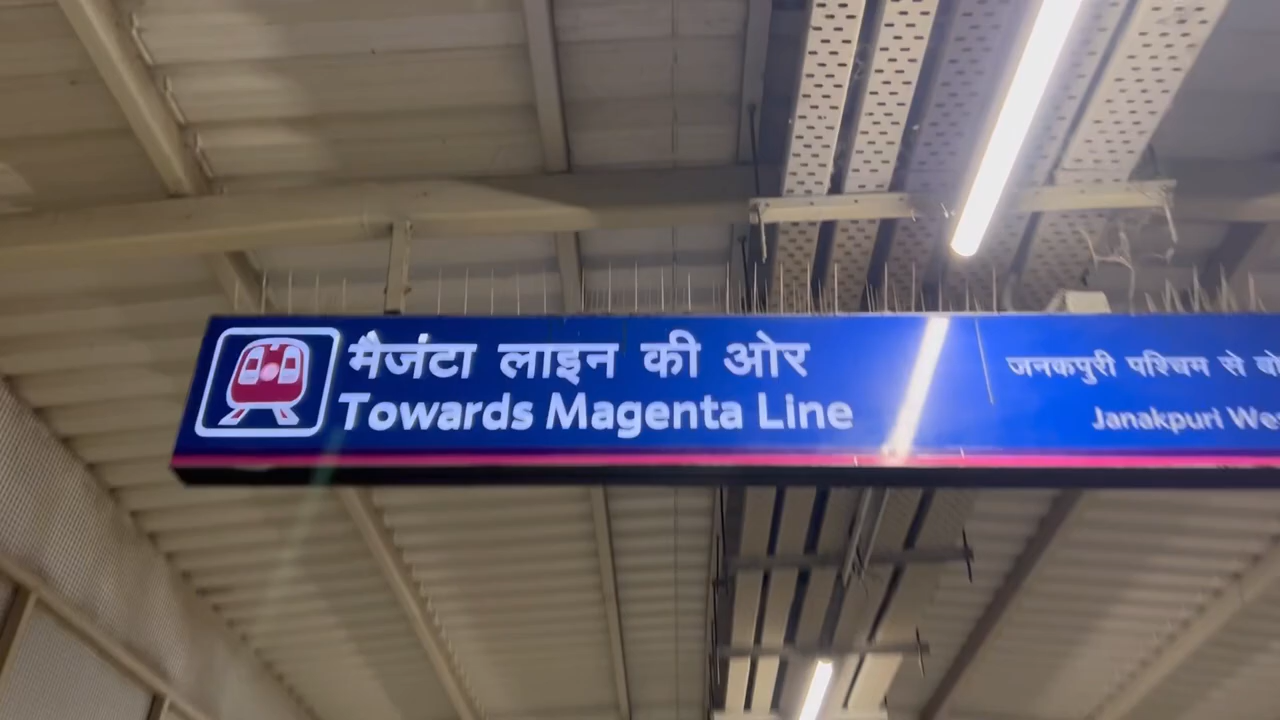 मैजंटा लाइन की ओर
Towards Magenta Line
जनकपुरी पश्चिम से
Janakpuri